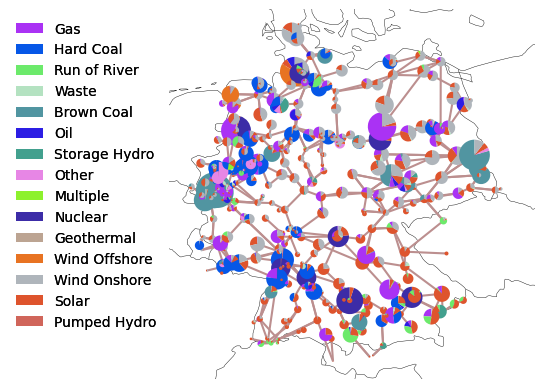 Gas
Hard Coal
Run of River
Waste
Brown Coal
Oil
Storage Hydro
Other
Multiple
Nuclear
Geothermal
Wind Offshore
Wind Onshore
Solar
Pumped Hydro